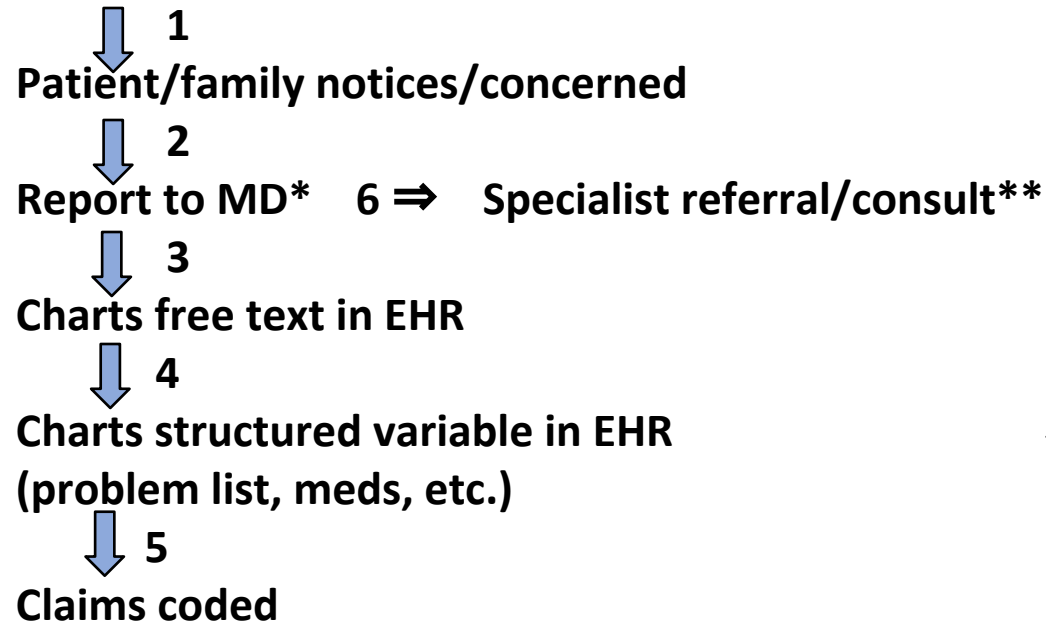 1
Patient/family notices/concerned
2
Report to MD* 6 ⇒ Specialist referral/consult**
3
Charts free text in EHR
4
Charts structured variable in EHR
(problem list, meds, etc.)
5
Claims coded